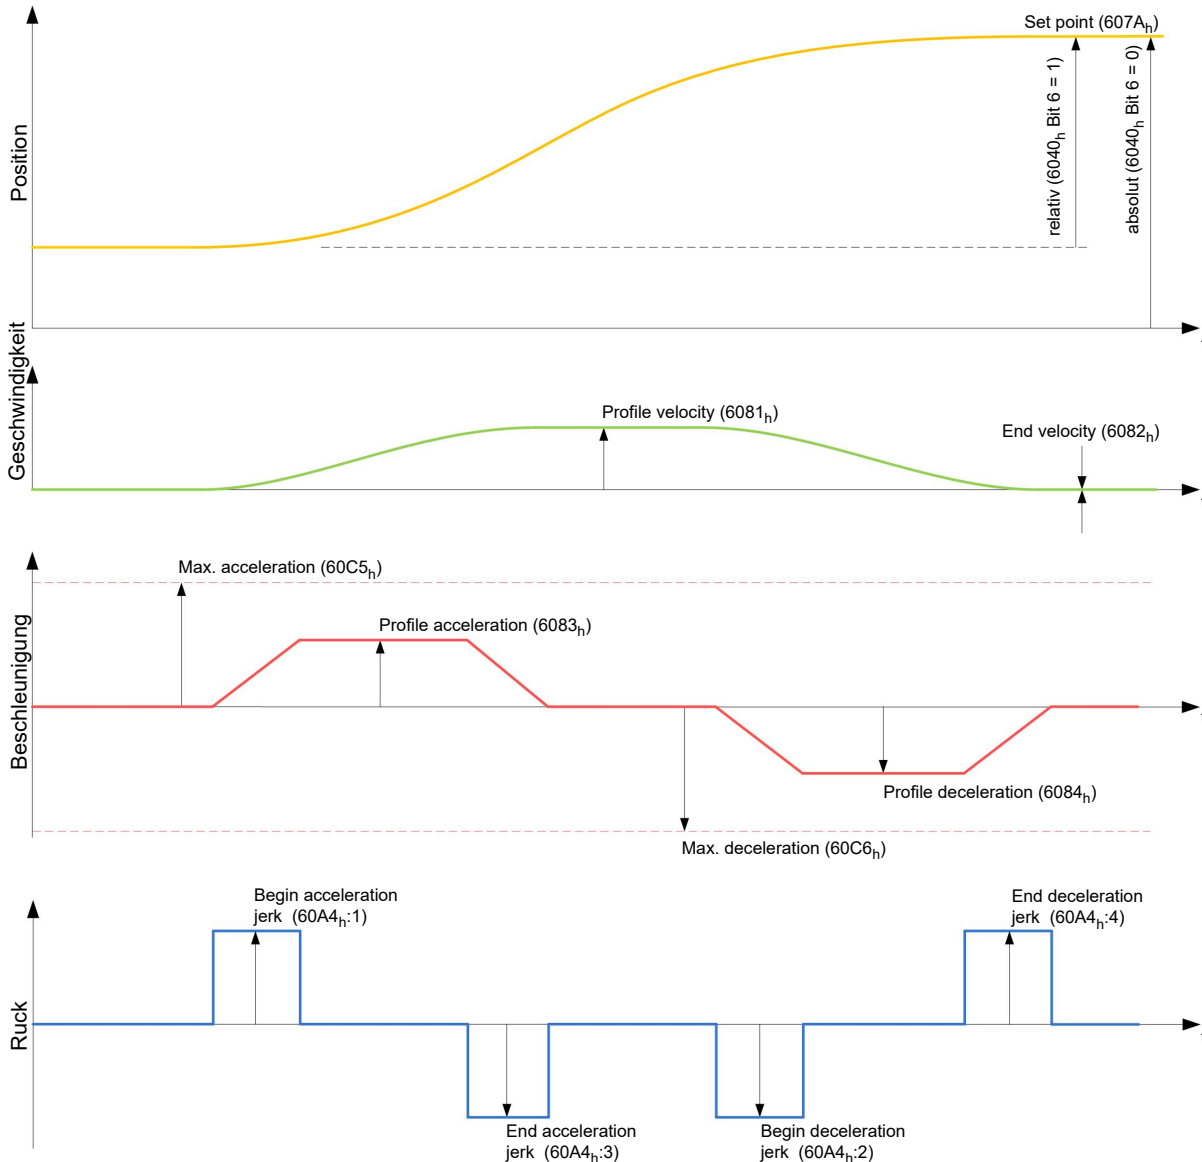 Set point (607Ah)
relativ (6040h Bit 6 = 1)
absolut (6040h Bit 6 = 0)
Position
Geschwindigkeit
Profile velocity (6081h)
End velocity (6082h)
Max. acceleration (60C5h)
Profile acceleration (6083h)
Beschleunigung
Profile deceleration (6084h)
Max. deceleration (60C6h)
Begin acceleration
jerk (60A4h:1)
End deceleration
jerk (60A4h:4)
Ruck
End acceleration
jerk (60A4h:3)
Begin deceleration
jerk (60A4h:2)